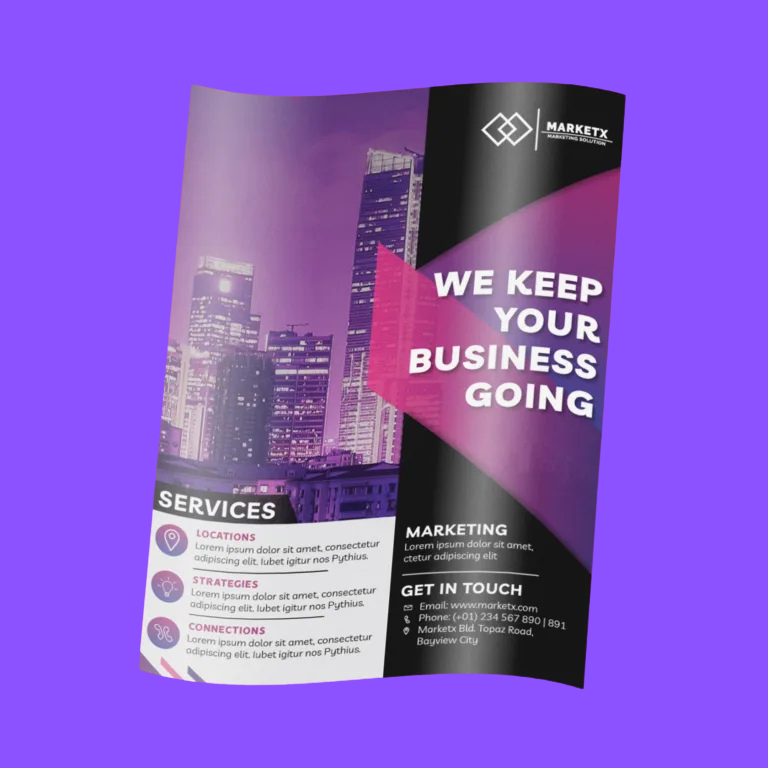 MARKETX
MARKETING SOLUTION
WE KEEP
YOUR
BUSINESS
GOING
SERVICES
LOCATIONS
Lorem ipsum dolor sit amet, consectetur
adipiscing elit. Iubet igitur nos Pythius.
STRATEGIES
Lorem ipsum dolor sit amet, consectetur
adipiscing elit. Iubet igitur nos Pythius.
CONNECTIONS
Lorem ipsum dolor sit amet, consectetur
adipiscing elit. Iubet igitur nos Pythius.
MARKETING
Lorem ipsum dolor sit amet,
ctetur adipiscing elit
GET IN TOUCH
Email: www.marketx.com
Phone: (+01) 234 567 890 | 891
Marketx Bld. Topaz Road,
Bayview City